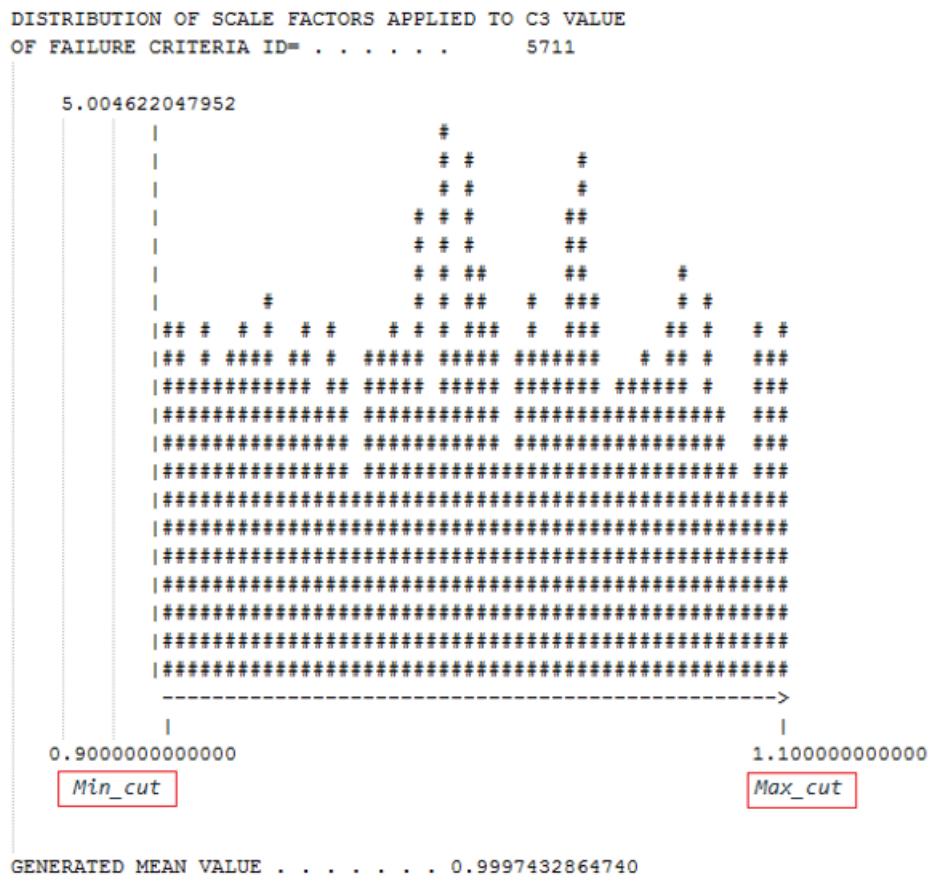 DISTRIBUTION OF SCALE FACTORS APPLIED TO C3 VALUE
OF FAILURE CRITERIA ID= . . . . . . 5711
5.004622047952
0.9000000000000 1.100000000000
Min_cut Max_cut
GENERATED MEAN VALUE . . . . . . . 0.9997432864740